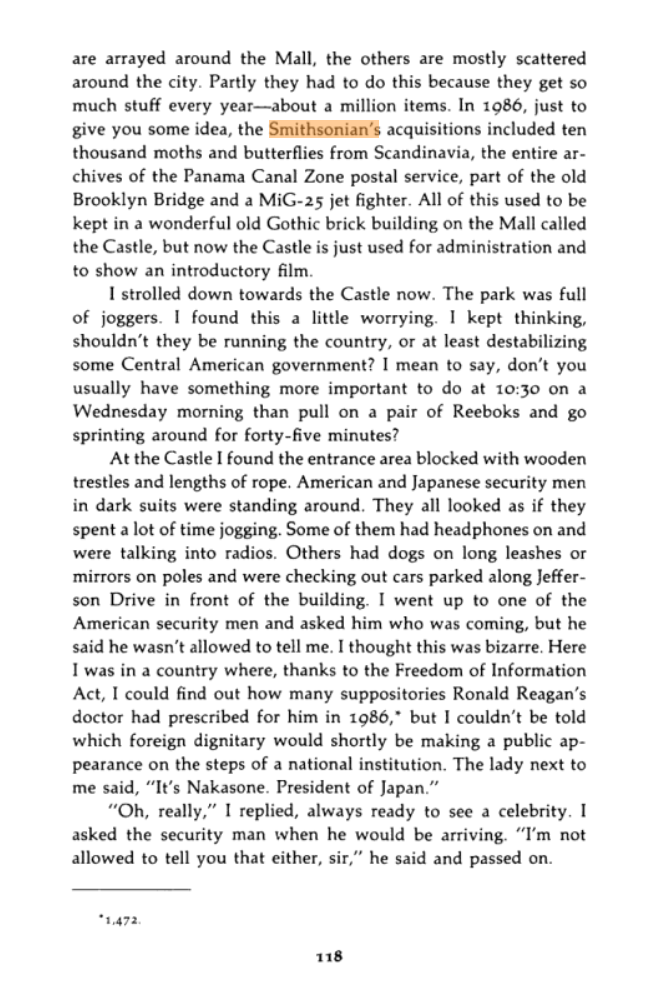 are arrayed around the Mall, the others are mostly scattered
around the city. Partly they had to do this because they get so
much stuff every year—about a million items. In 1986, just to
give you some idea, the Smithsonian's acquisitions included ten
thousand moths and butterflies from Scandinavia, the entire ar-
chives of the Panama Canal Zone postal service, part of the old
Brooklyn Bridge and a MiG-25 jet fighter. All of this used to be
kept in a wonderful old Gothic brick building on the Mall called
the Castle, but now the Castle is just used for administration and
to show an introductory film.
I strolled down towards the Castle now. The park was full
of joggers. I found this a little worrying. I kept thinking,
shouldn't they be running the country, or at least destabilizing
some Central American government? I mean to say, don't you
usually have something more important to do at 10:30 on a
Wednesday morning than pull on a pair of Reeboks and go
sprinting around for forty-five minutes?
At the Castle I found the entrance area blocked with wooden
trestles and lengths of rope. American and Japanese security men
in dark suits were standing around. They all looked as if they
spent a lot of time jogging. Some of them had headphones on and
were talking into radios. Others had dogs on long leashes or
mirrors on poles and were checking out cars parked along Jeffer-
son Drive in front of the building. I went up to one of the
American security men and asked him who was coming, but he
said he wasn't allowed to tell me. I thought this was bizarre. Here
I was in a country where, thanks to the Freedom of Information
Act, I could find out how many suppositories Ronald Reagan's
doctor had prescribed for him in 1986,* but I couldn't be told
which foreign dignitary would shortly be making a public ap-
pearance on the steps of a national institution. The lady next to
me said, "It's Nakasone. President of Japan."
"Oh, really," I replied, always ready to see a celebrity. I
asked the security man when he would be arriving. "I'm not
allowed to tell you that either, sir," he said and passed on.
*1,472.
118